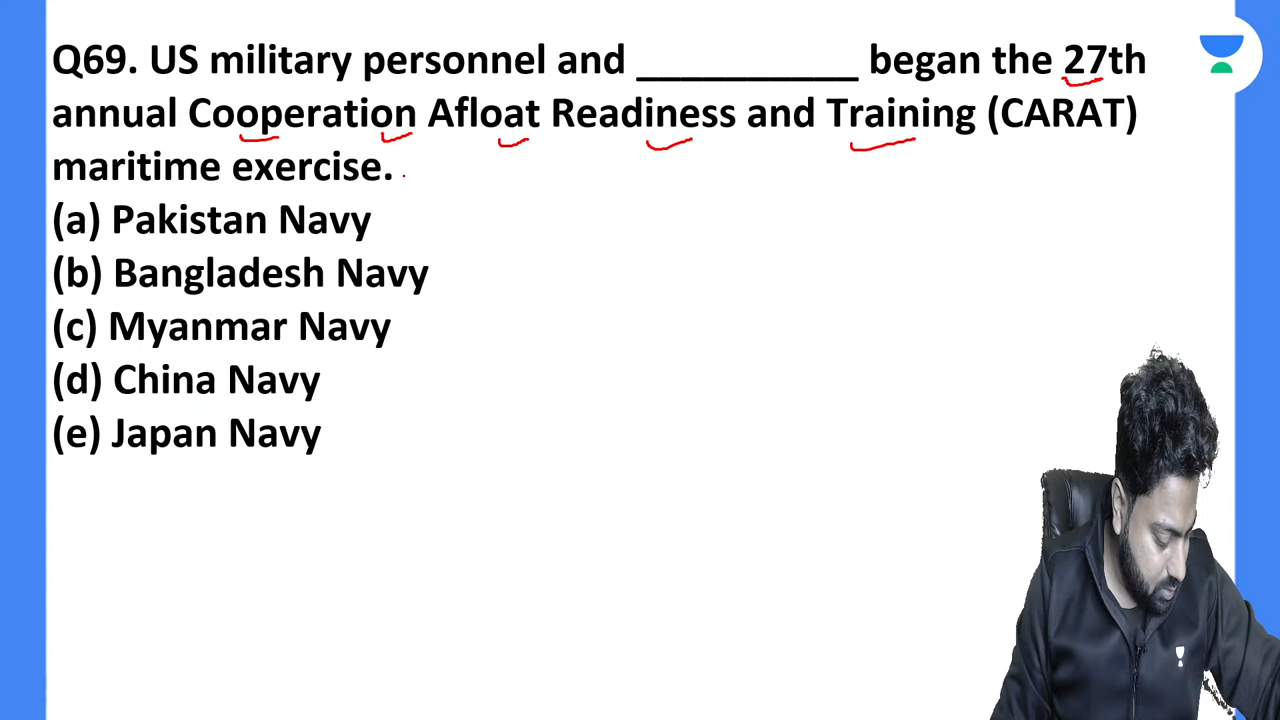 Q69. US military personnel and ___________ began the 27th
annual Cooperation Afloat Readiness and Training (CARAT)
maritime exercise.
(a) Pakistan Navy
(b) Bangladesh Navy
(c) Myanmar Navy
(d) China Navy
(e) Japan Navy